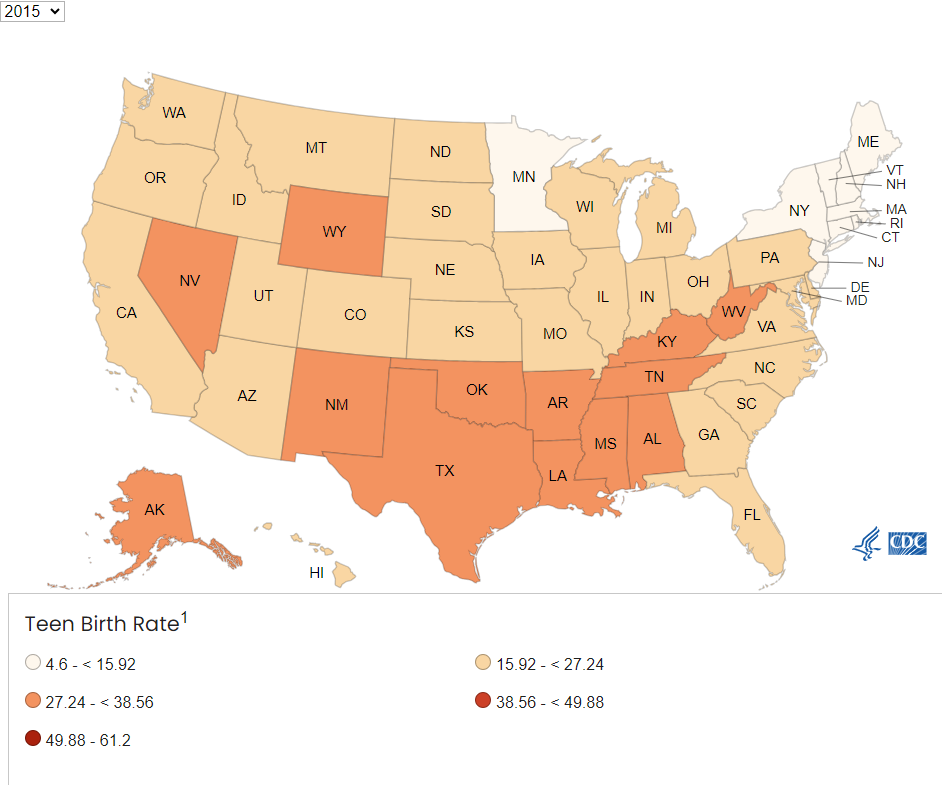 2015
WA
MT
ND
MN
ME
VT
NH
OR
ID
SD
WI
MI
NY
MA
RI
CT
WY
NE
IA
PA
NJ
NV
UT
CO
IL
IN
OH
DE
MD
CA
KS
MO
WV
VA
KY
AZ
NM
OK
AR
TN
NC
SC
MS
AL
GA
TX
LA
AK
FL
HI
CDC
Teen Birth Rate1
4.6 - < 15.92
15.92 - < 27.24
27.24 - < 38.56
38.56 - < 49.88
49.88 - 61.2